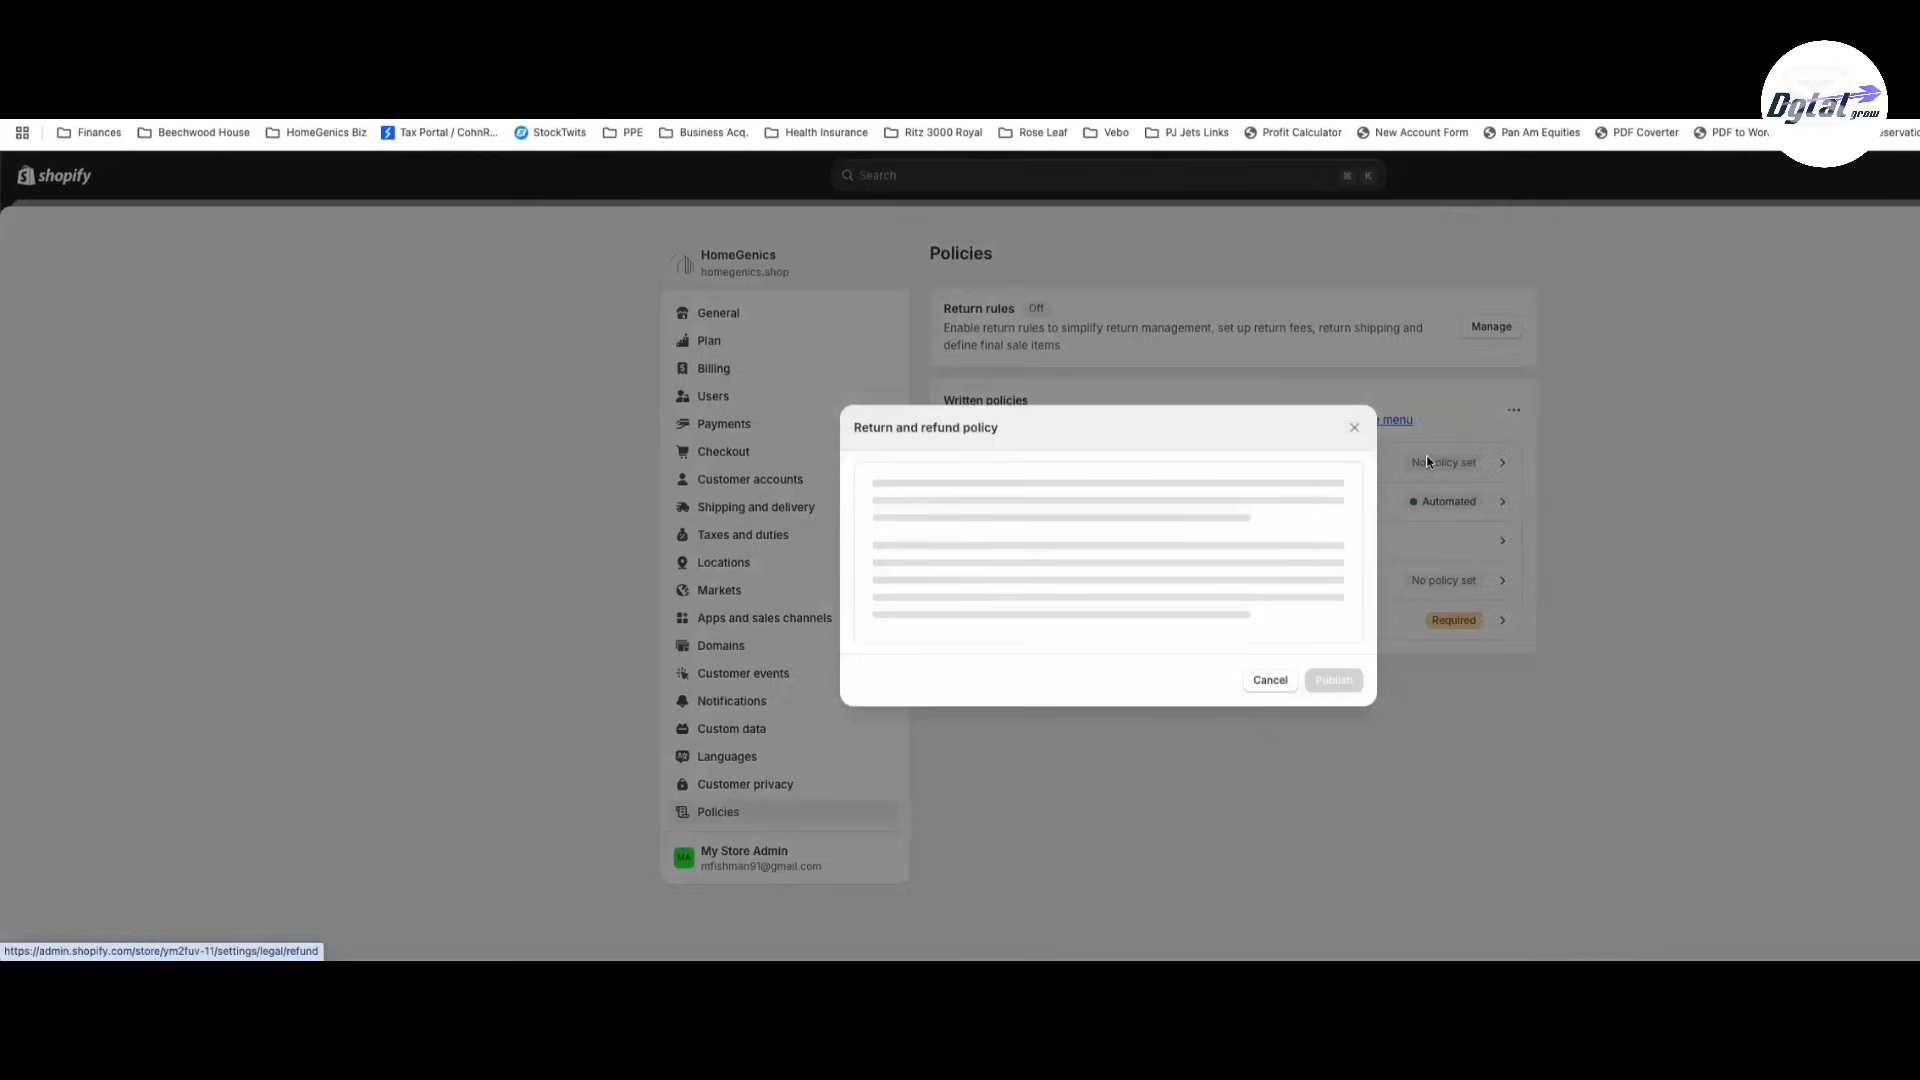 Dgtal
grow
Finances
Beechwood House
HomeGenics Biz
Tax Portal / CohnR...
StockTwits
PPE
Business Acq.
Health Insurance
Ritz 3000 Royal
Rose Leaf
Vebo
PJ Jets Links
Profit Calculator
New Account Form
Pan Am Equities
PDF Coverter
PDF to Wor
shopify
Search
⌘ K
HomeGenics
homegenics.shop
General
Plan
Billing
Users
Payments
Checkout
Customer accounts
Shipping and delivery
Taxes and duties
Locations
Markets
Apps and sales channels
Domains
Customer events
Notifications
Custom data
Languages
Customer privacy
Policies
MA
My Store Admin
mfishman91@gmail.com
Policies
Return rules Off
Enable return rules to simplify return management, set up return fees, return shipping and
define final sale items
Manage
Written policies
menu
No policy set
Automated
No policy set
Required
Return and refund policy
Cancel
Publish
https://admin.shopify.com/store/ym2fuv-11/settings/legal/refund